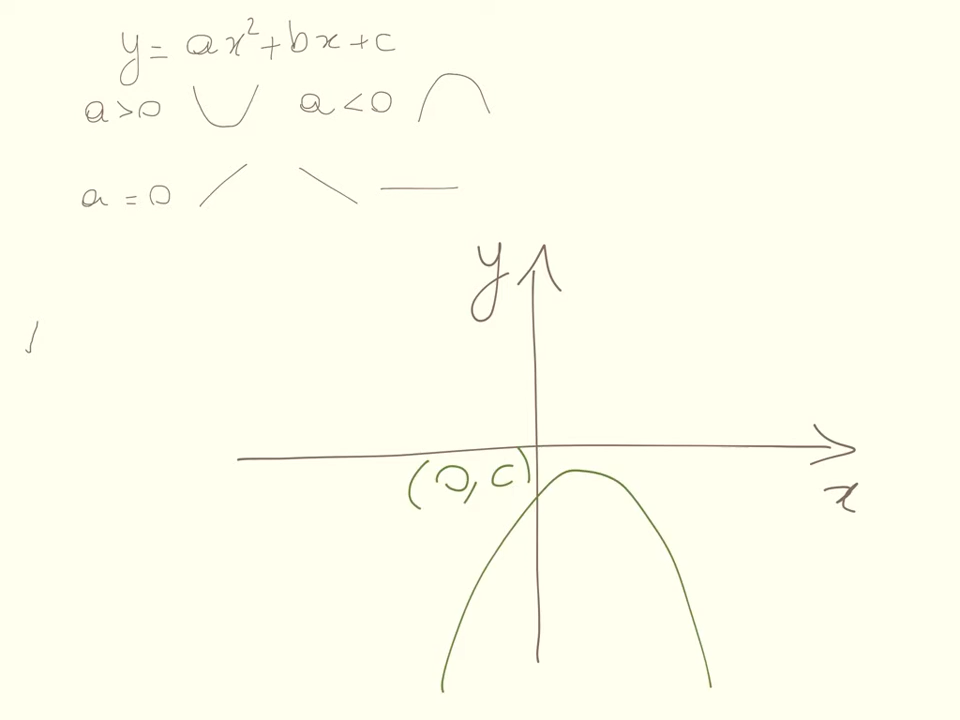 y = ax²+bx+c
a>0 a<0
a=0
y
(0,c)
x